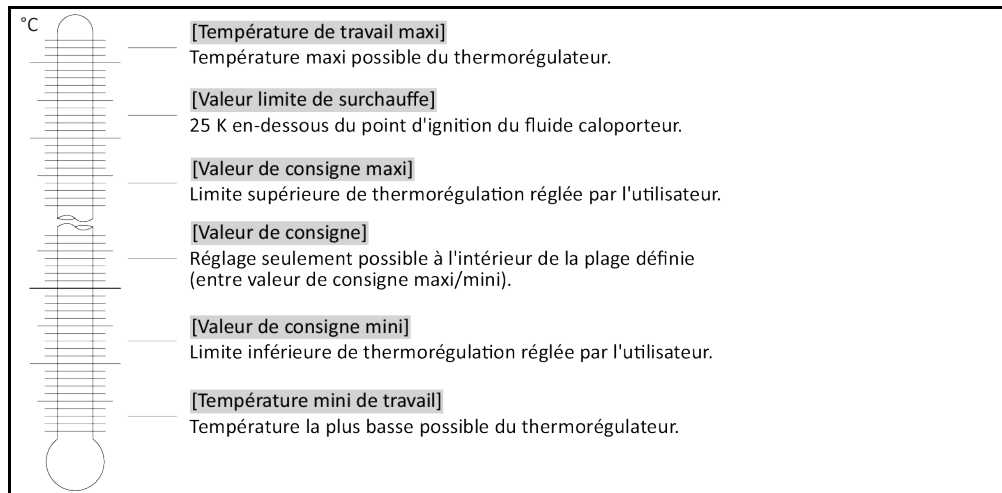 °C
[Température de travail maxi]
Température maxi possible du thermorégulateur.
[Valeur limite de surchauffe]
25 K en-dessous du point d'ignition du fluide caloporteur.
[Valeur de consigne maxi]
Limite supérieure de thermorégulation réglée par l'utilisateur.
[Valeur de consigne]
Réglage seulement possible à l'intérieur de la plage définie
(entre valeur de consigne maxi/mini).
[Valeur de consigne mini]
Limite inférieure de thermorégulation réglée par l'utilisateur.
[Température mini de travail]
Température la plus basse possible du thermorégulateur.